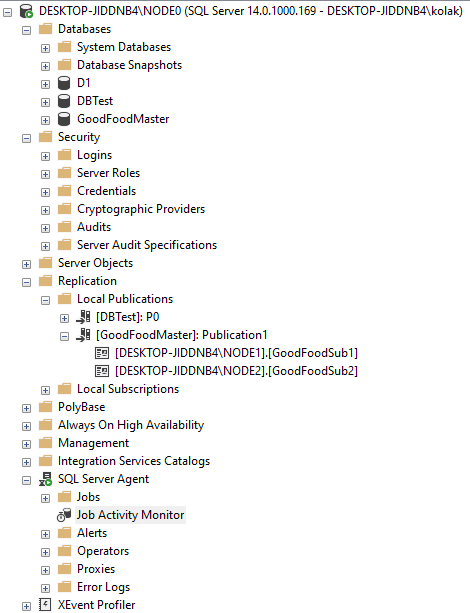 DESKTOP-JIDDNB4\NODE0 (SQL Server 14.0.1000.169 - DESKTOP-JIDDNB4\kolak)
Databases
System Databases
Database Snapshots
D1
DBTest
GoodFoodMaster
Security
Logins
Server Roles
Credentials
Cryptographic Providers
Audits
Server Audit Specifications
Server Objects
Replication
Local Publications
[DBTest]: P0
[GoodFoodMaster]: Publication1
[DESKTOP-JIDDNB4\NODE1].[GoodFoodSub1]
[DESKTOP-JIDDNB4\NODE2].[GoodFoodSub2]
Local Subscriptions
PolyBase
Always On High Availability
Management
Integration Services Catalogs
SQL Server Agent
Jobs
Job Activity Monitor
Alerts
Operators
Proxies
Error Logs
XEvent Profiler